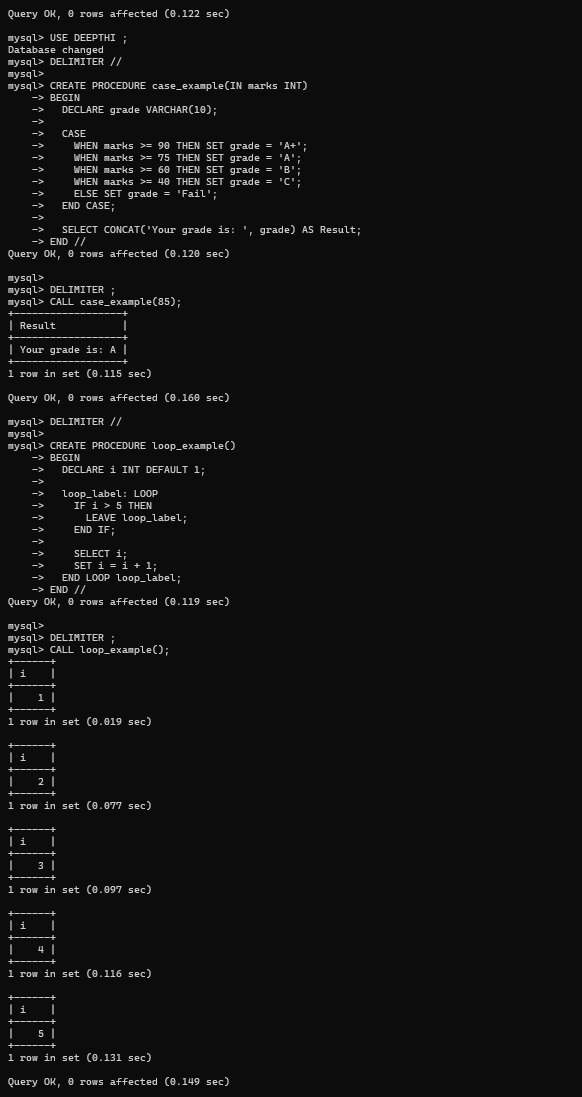 Query OK, 0 rows affected (0.122 sec)

mysql> USE DEEPTHI ;
Database changed
mysql> DELIMITER //
mysql>
mysql> CREATE PROCEDURE case_example(IN marks INT)
    -> BEGIN
    ->   DECLARE grade VARCHAR(10);
    ->
    ->   CASE
    ->     WHEN marks >= 90 THEN SET grade = 'A+';
    ->     WHEN marks >= 75 THEN SET grade = 'A';
    ->     WHEN marks >= 60 THEN SET grade = 'B';
    ->     WHEN marks >= 40 THEN SET grade = 'C';
    ->     ELSE SET grade = 'Fail';
    ->   END CASE;
    ->
    ->   SELECT CONCAT('Your grade is: ', grade) AS Result;
    -> END //
Query OK, 0 rows affected (0.120 sec)

mysql>
mysql> DELIMITER ;
mysql> CALL case_example(85);
+------------------+
| Result           |
+------------------+
| Your grade is: A |
+------------------+
1 row in set (0.115 sec)

Query OK, 0 rows affected (0.160 sec)

mysql> DELIMITER //
mysql>
mysql> CREATE PROCEDURE loop_example()
    -> BEGIN
    ->   DECLARE i INT DEFAULT 1;
    ->
    ->   loop_label: LOOP
    ->     IF i > 5 THEN
    ->       LEAVE loop_label;
    ->     END IF;
    ->
    ->     SELECT i;
    ->     SET i = i + 1;
    ->   END LOOP loop_label;
    -> END //
Query OK, 0 rows affected (0.119 sec)

mysql>
mysql> DELIMITER ;
mysql> CALL loop_example();
+------+
| i    |
+------+
|    1 |
+------+
1 row in set (0.019 sec)

+------+
| i    |
+------+
|    2 |
+------+
1 row in set (0.077 sec)

+------+
| i    |
+------+
|    3 |
+------+
1 row in set (0.097 sec)

+------+
| i    |
+------+
|    4 |
+------+
1 row in set (0.116 sec)

+------+
| i    |
+------+
|    5 |
+------+
1 row in set (0.131 sec)

Query OK, 0 rows affected (0.149 sec)